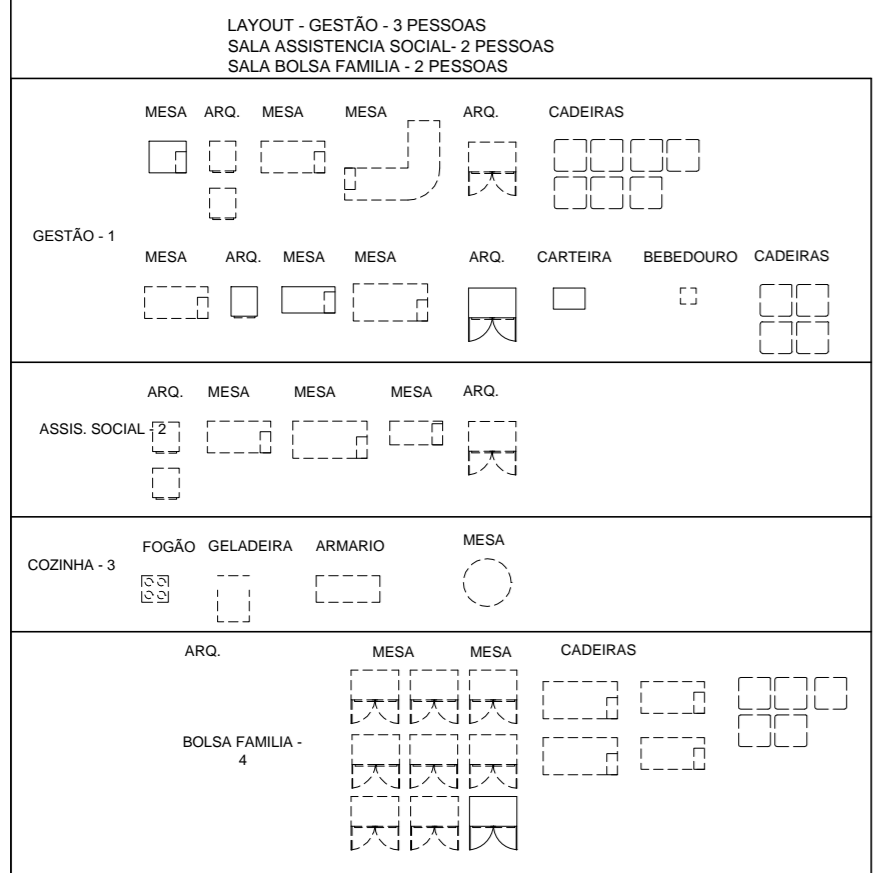 LAYOUT - GESTÃO - 3 PESSOAS
SALA ASSISTENCIA SOCIAL- 2 PESSOAS
SALA BOLSA FAMILIA - 2 PESSOAS
MESA ARQ. MESA MESA ARQ. CADEIRAS
GESTÃO - 1
MESA ARQ. MESA MESA ARQ. CARTEIRA BEBEDOURO CADEIRAS
ARQ. MESA MESA MESA ARQ.
ASSIS. SOCIAL - 2
FOGÃO GELADEIRA ARMARIO MESA
COZINHA - 3
ARQ. MESA MESA CADEIRAS
BOLSA FAMILIA -
4